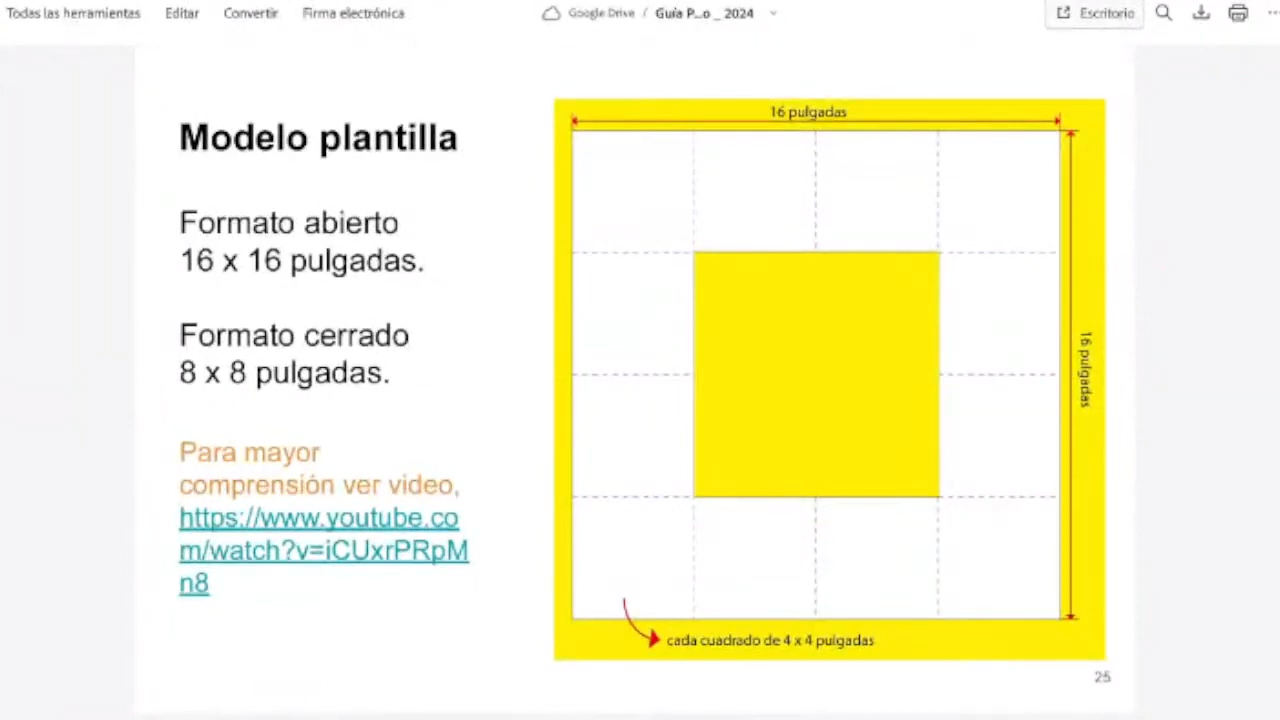 Todas las herramientas Editar Convertir Firma electrónica Google Drive / Guía P...o _ 2024 Escritorio
Modelo plantilla
Formato abierto
16 x 16 pulgadas.
Formato cerrado
8 x 8 pulgadas.
Para mayor
comprensión ver video,
https://www.youtube.co
m/watch?v=iCUxrPRpM
n8
16 pulgadas
16 pulgadas
cada cuadrado de 4 x 4 pulgadas
25